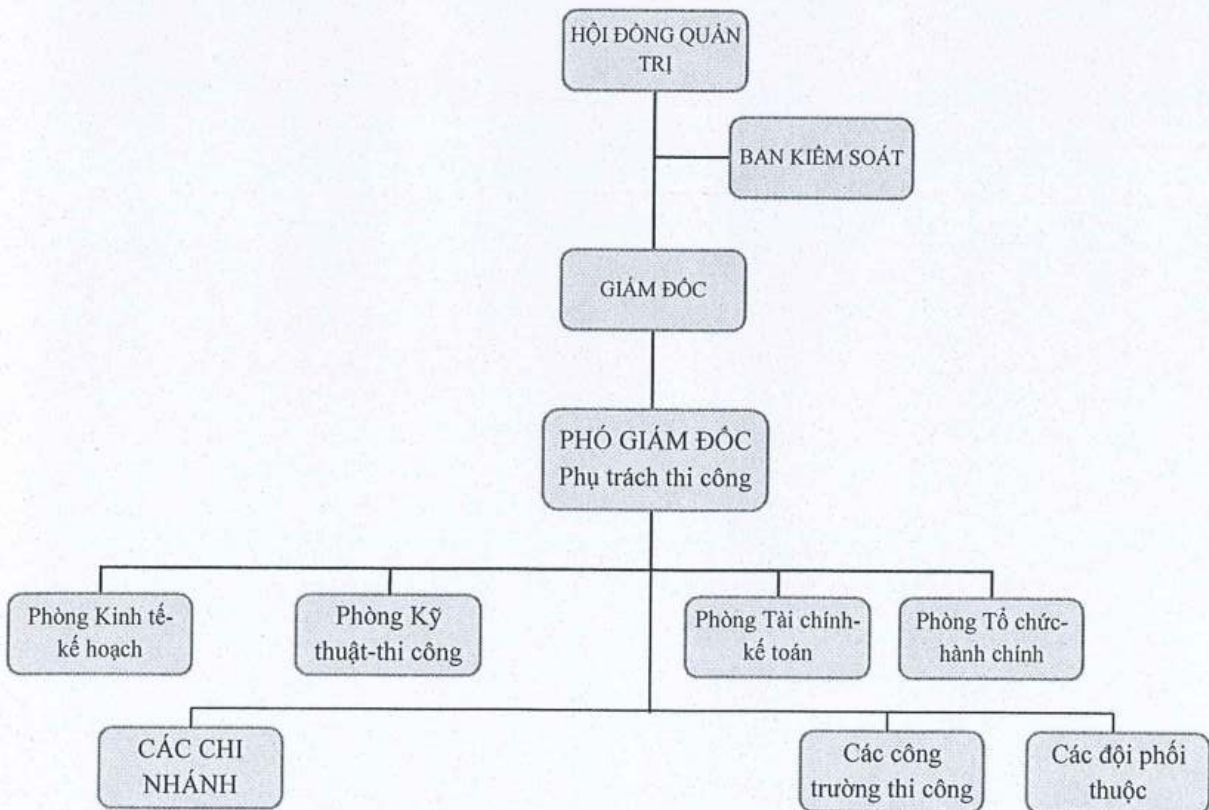 HỘI ĐỒNG QUẢN
TRỊ
BAN KIỂM SOÁT
GIÁM ĐỐC
PHÓ GIÁM ĐỐC
Phụ trách thi công
Phòng Kinh tế-
kế hoạch
Phòng Kỹ
thuật-thi công
Phòng Tài chính-
kế toán
Phòng Tổ chức-
hành chính
CÁC CHI
NHÁNH
Các công
trường thi công
Các đội phối
thuộc